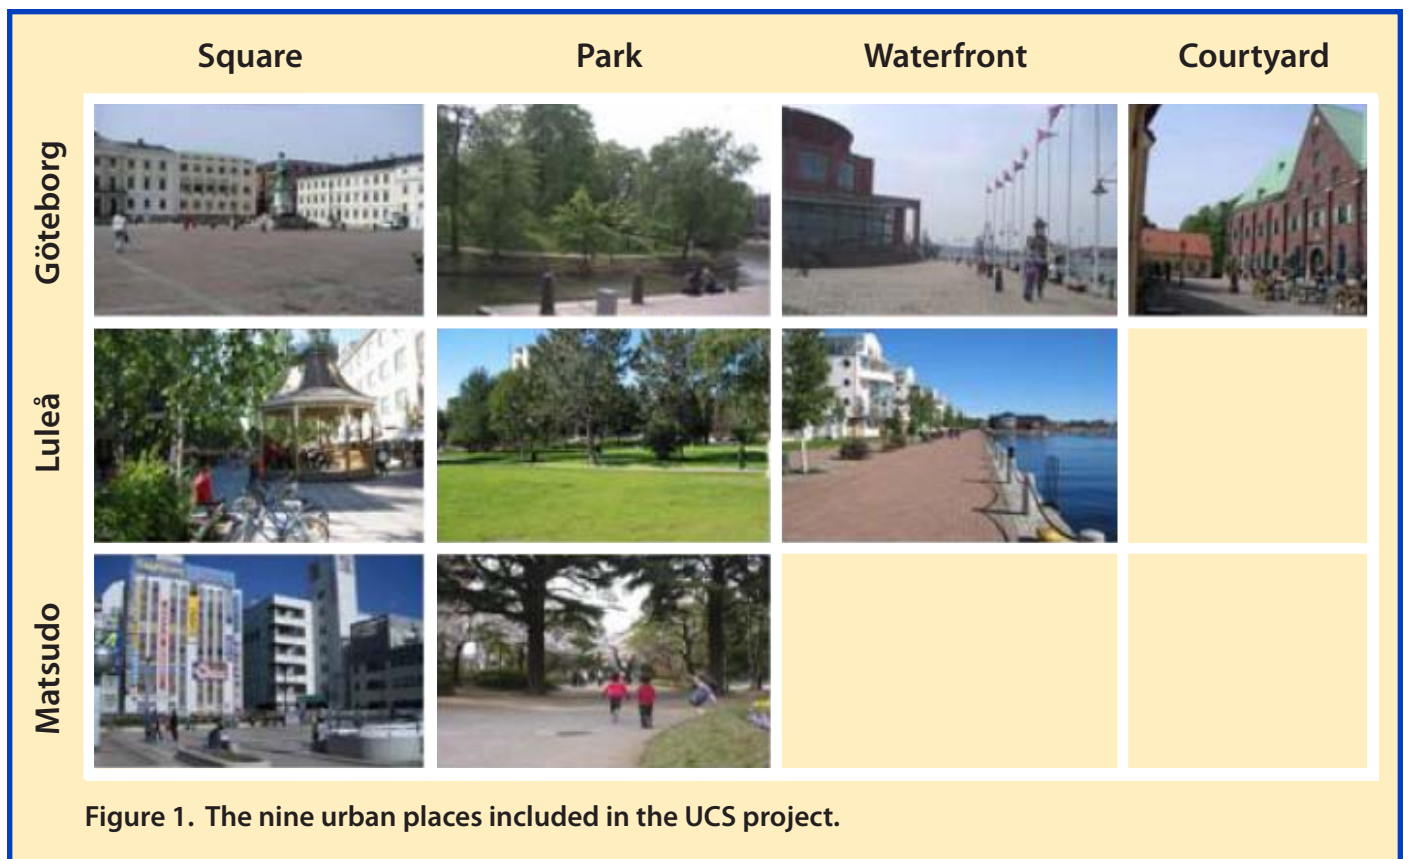 Square Park Waterfront Courtyard
Göteborg
Luleå
Matsudo
Figure 1. The nine urban places included in the UCS project.